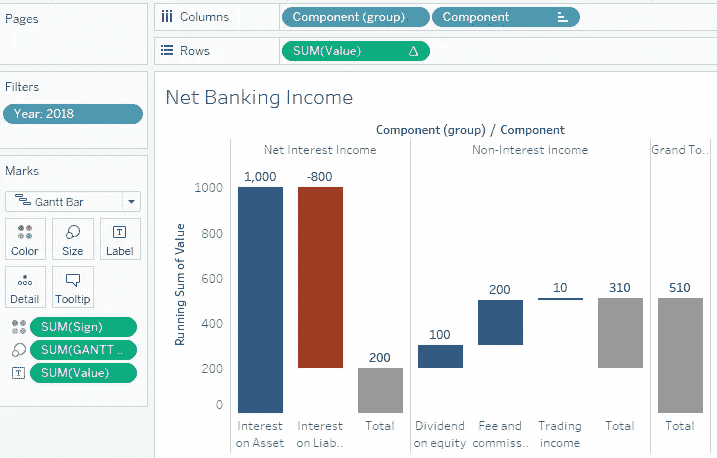 Pages
Columns
Component (group)
Component
Rows
SUM(Value)
Filters
Year: 2018
Marks
Gantt Bar
Color
Size
Label
Detail
Tooltip
SUM(Sign)
SUM(GANTT ..
SUM(Value)
Net Banking Income
Component (group) / Component
Net Interest Income
Non-Interest Income
Grand To..
Running Sum of Value
1000
800
600
400
200
0
1,000
-800
200
100
200
10
310
510
Interest
on Asset
Interest
on Liab..
Total
Dividend
on equity
Fee and
commiss..
Trading
income
Total
Total